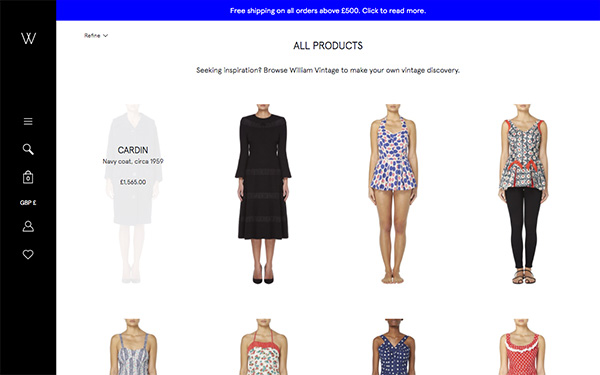 Free shipping on all orders above £500. Click to read more.
W
Refine
ALL PRODUCTS
Seeking inspiration? Browse William Vintage to make your own vintage discovery.
CARDIN
Navy coat, circa 1959
£1,565.00
0
GBP £